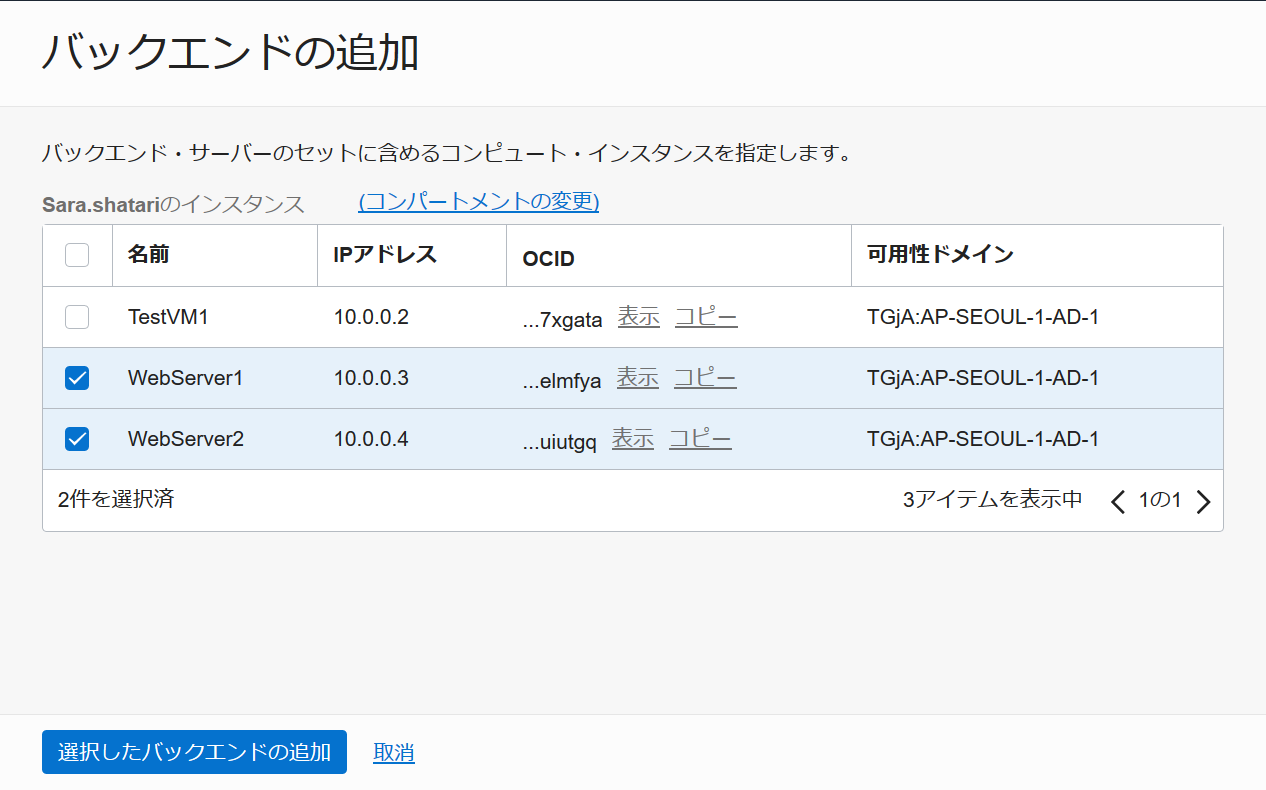 バックエンドの追加
バックエンド・サーバーのセットに含めるコンピュート・インスタンスを指定します。
Sara.shatariのインスタンス (コンパートメントの変更)
名前 IPアドレス OCID 可用性ドメイン
TestVM1 10.0.0.2 ...7xgata 表示 コピー TGjA:AP-SEOUL-1-AD-1
WebServer1 10.0.0.3 ...elmfya 表示 コピー TGjA:AP-SEOUL-1-AD-1
WebServer2 10.0.0.4 ...uiutgq 表示 コピー TGjA:AP-SEOUL-1-AD-1
2件を選択済 3アイテムを表示中 1の1
選択したバックエンドの追加 取消